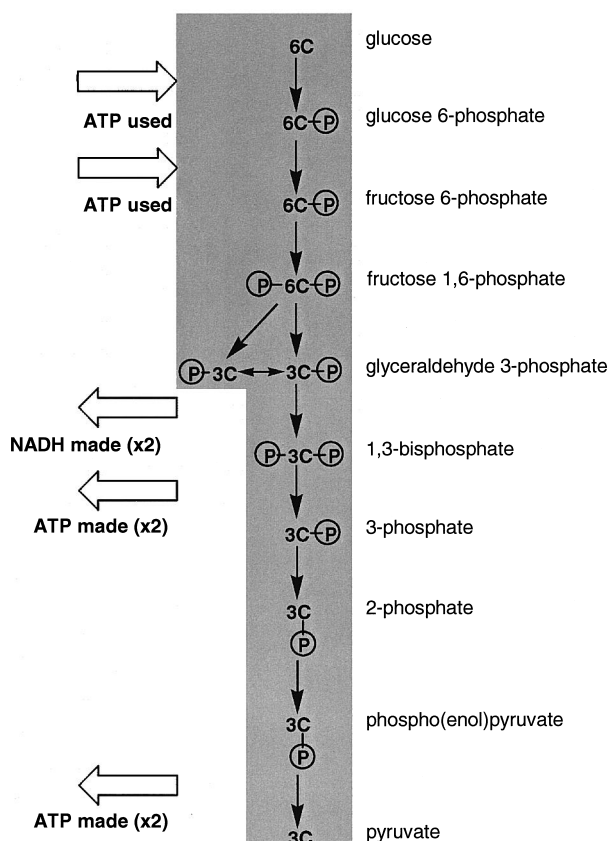 6C glucose
ATP used
6C P glucose 6-phosphate
ATP used
6C P fructose 6-phosphate
P 6C P fructose 1,6-phosphate
P 3C 3C P glyceraldehyde 3-phosphate
NADH made (x2)
P 3C P 1,3-bisphosphate
ATP made (x2)
3C P 3-phosphate
3C 2-phosphate
P
3C phospho(enol)pyruvate
P
ATP made (x2)
3C pyruvate